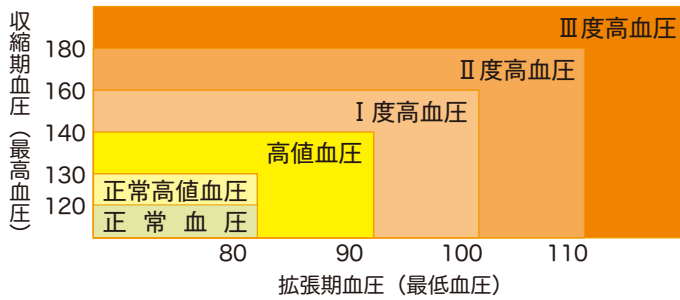 収縮期血圧(最高血圧)
180
160
140
130
120
Ⅲ度高血圧
Ⅱ度高血圧
Ⅰ度高血圧
高値血圧
正常高値血圧
正常血圧
80 90 100 110
拡張期血圧(最低血圧)